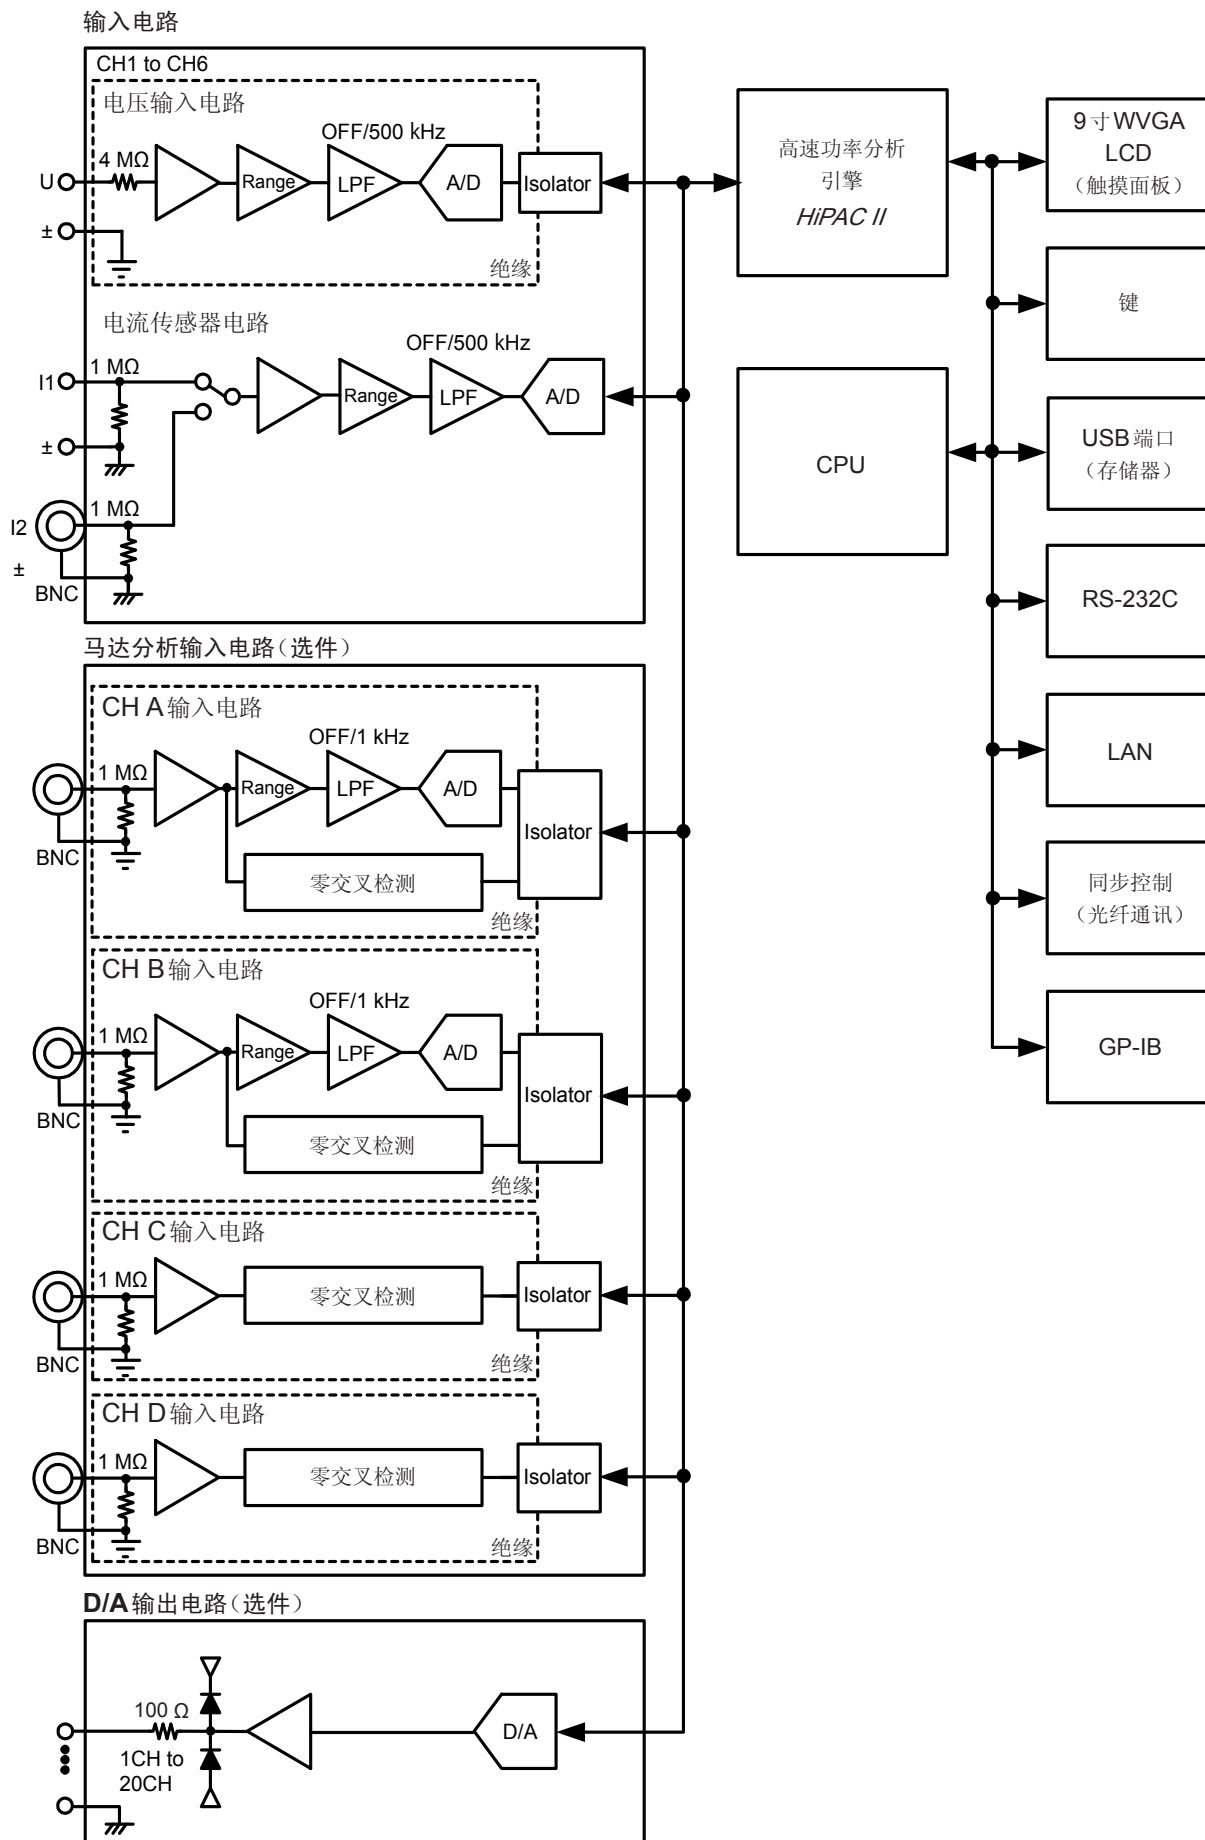 输入电路
CH1 to CH6
电压输入电路
OFF/500 kHz
4 MΩ
U
Range
LPF
A/D
Isolator
±
绝缘
电流传感器电路
OFF/500 kHz
1 MΩ
I1
Range
LPF
A/D
±
1 MΩ
I2
±
BNC
马达分析输入电路（选件）
CH A输入电路
OFF/1 kHz
1 MΩ
Range
LPF
A/D
Isolator
BNC
零交叉检测
绝缘
CH B输入电路
OFF/1 kHz
1 MΩ
Range
LPF
A/D
Isolator
BNC
零交叉检测
绝缘
CH C输入电路
1 MΩ
零交叉检测
Isolator
BNC
绝缘
CH D输入电路
1 MΩ
零交叉检测
Isolator
BNC
绝缘
D/A输出电路（选件）
100 Ω
1CH to
20CH
D/A
高速功率分析
引擎
HiPAC II
CPU
9寸WVGA
LCD
（触摸面板）
键
USB端口
（存储器）
RS-232C
LAN
同步控制
（光纤通讯）
GP-IB